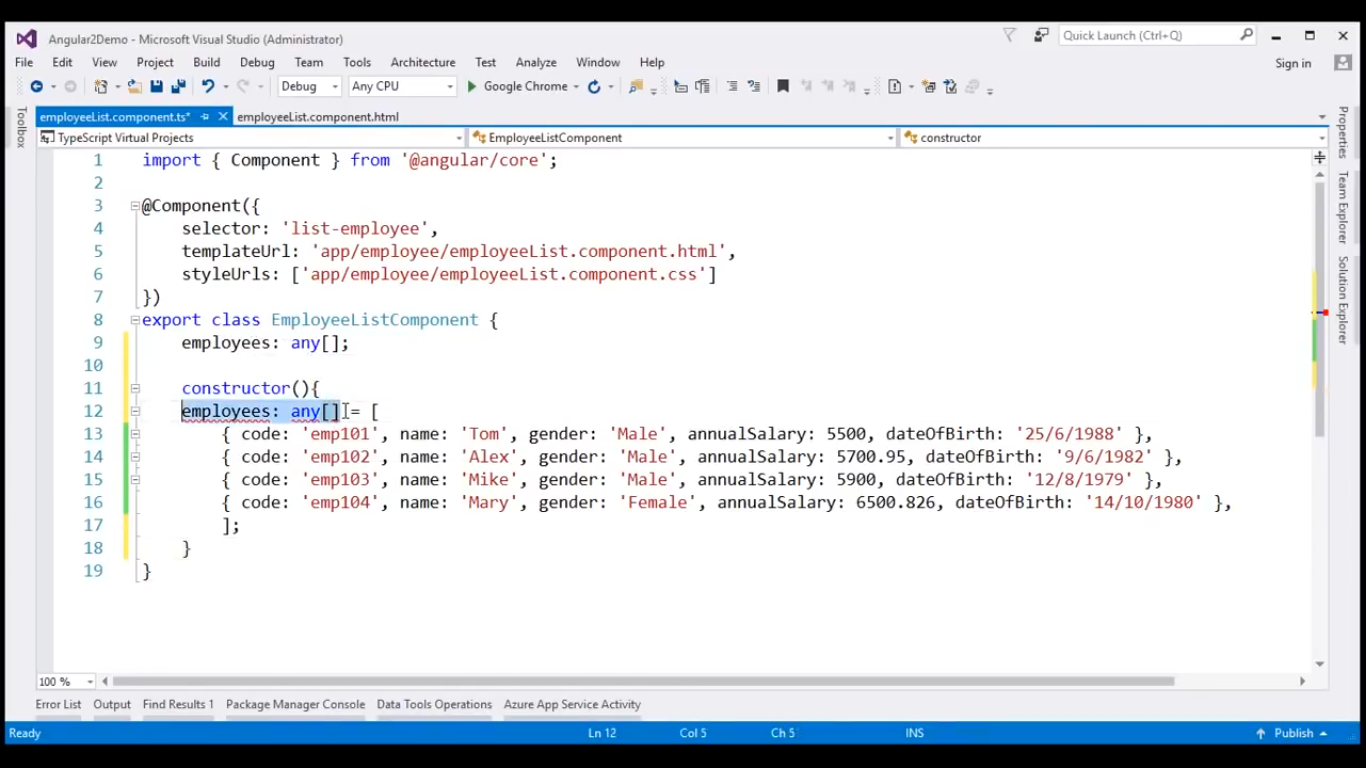 Angular2Demo - Microsoft Visual Studio (Administrator)
Quick Launch (Ctrl+Q)
File Edit View Project Build Debug Team Tools Architecture Test Analyze Window Help
Sign in
Debug Any CPU Google Chrome
employeeList.component.ts* employeeList.component.html
TypeScript Virtual Projects EmployeeListComponent constructor
1 import { Component } from '@angular/core';
2
3 @Component({
4 selector: 'list-employee',
5 templateUrl: 'app/employee/employeeList.component.html',
6 styleUrls: ['app/employee/employeeList.component.css']
7 })
8 export class EmployeeListComponent {
9 employees: any[];
10
11 constructor(){
12 employees: any[] = [
13 { code: 'emp101', name: 'Tom', gender: 'Male', annualSalary: 5500, dateOfBirth: '25/6/1988' },
14 { code: 'emp102', name: 'Alex', gender: 'Male', annualSalary: 5700.95, dateOfBirth: '9/6/1982' },
15 { code: 'emp103', name: 'Mike', gender: 'Male', annualSalary: 5900, dateOfBirth: '12/8/1979' },
16 { code: 'emp104', name: 'Mary', gender: 'Female', annualSalary: 6500.826, dateOfBirth: '14/10/1980' },
17 ];
18 }
19 }
Toolbox
Properties
Team Explorer
Solution Explorer
100 %
Error List Output Find Results 1 Package Manager Console Data Tools Operations Azure App Service Activity
Ready Ln 12 Col 5 Ch 5 INS Publish